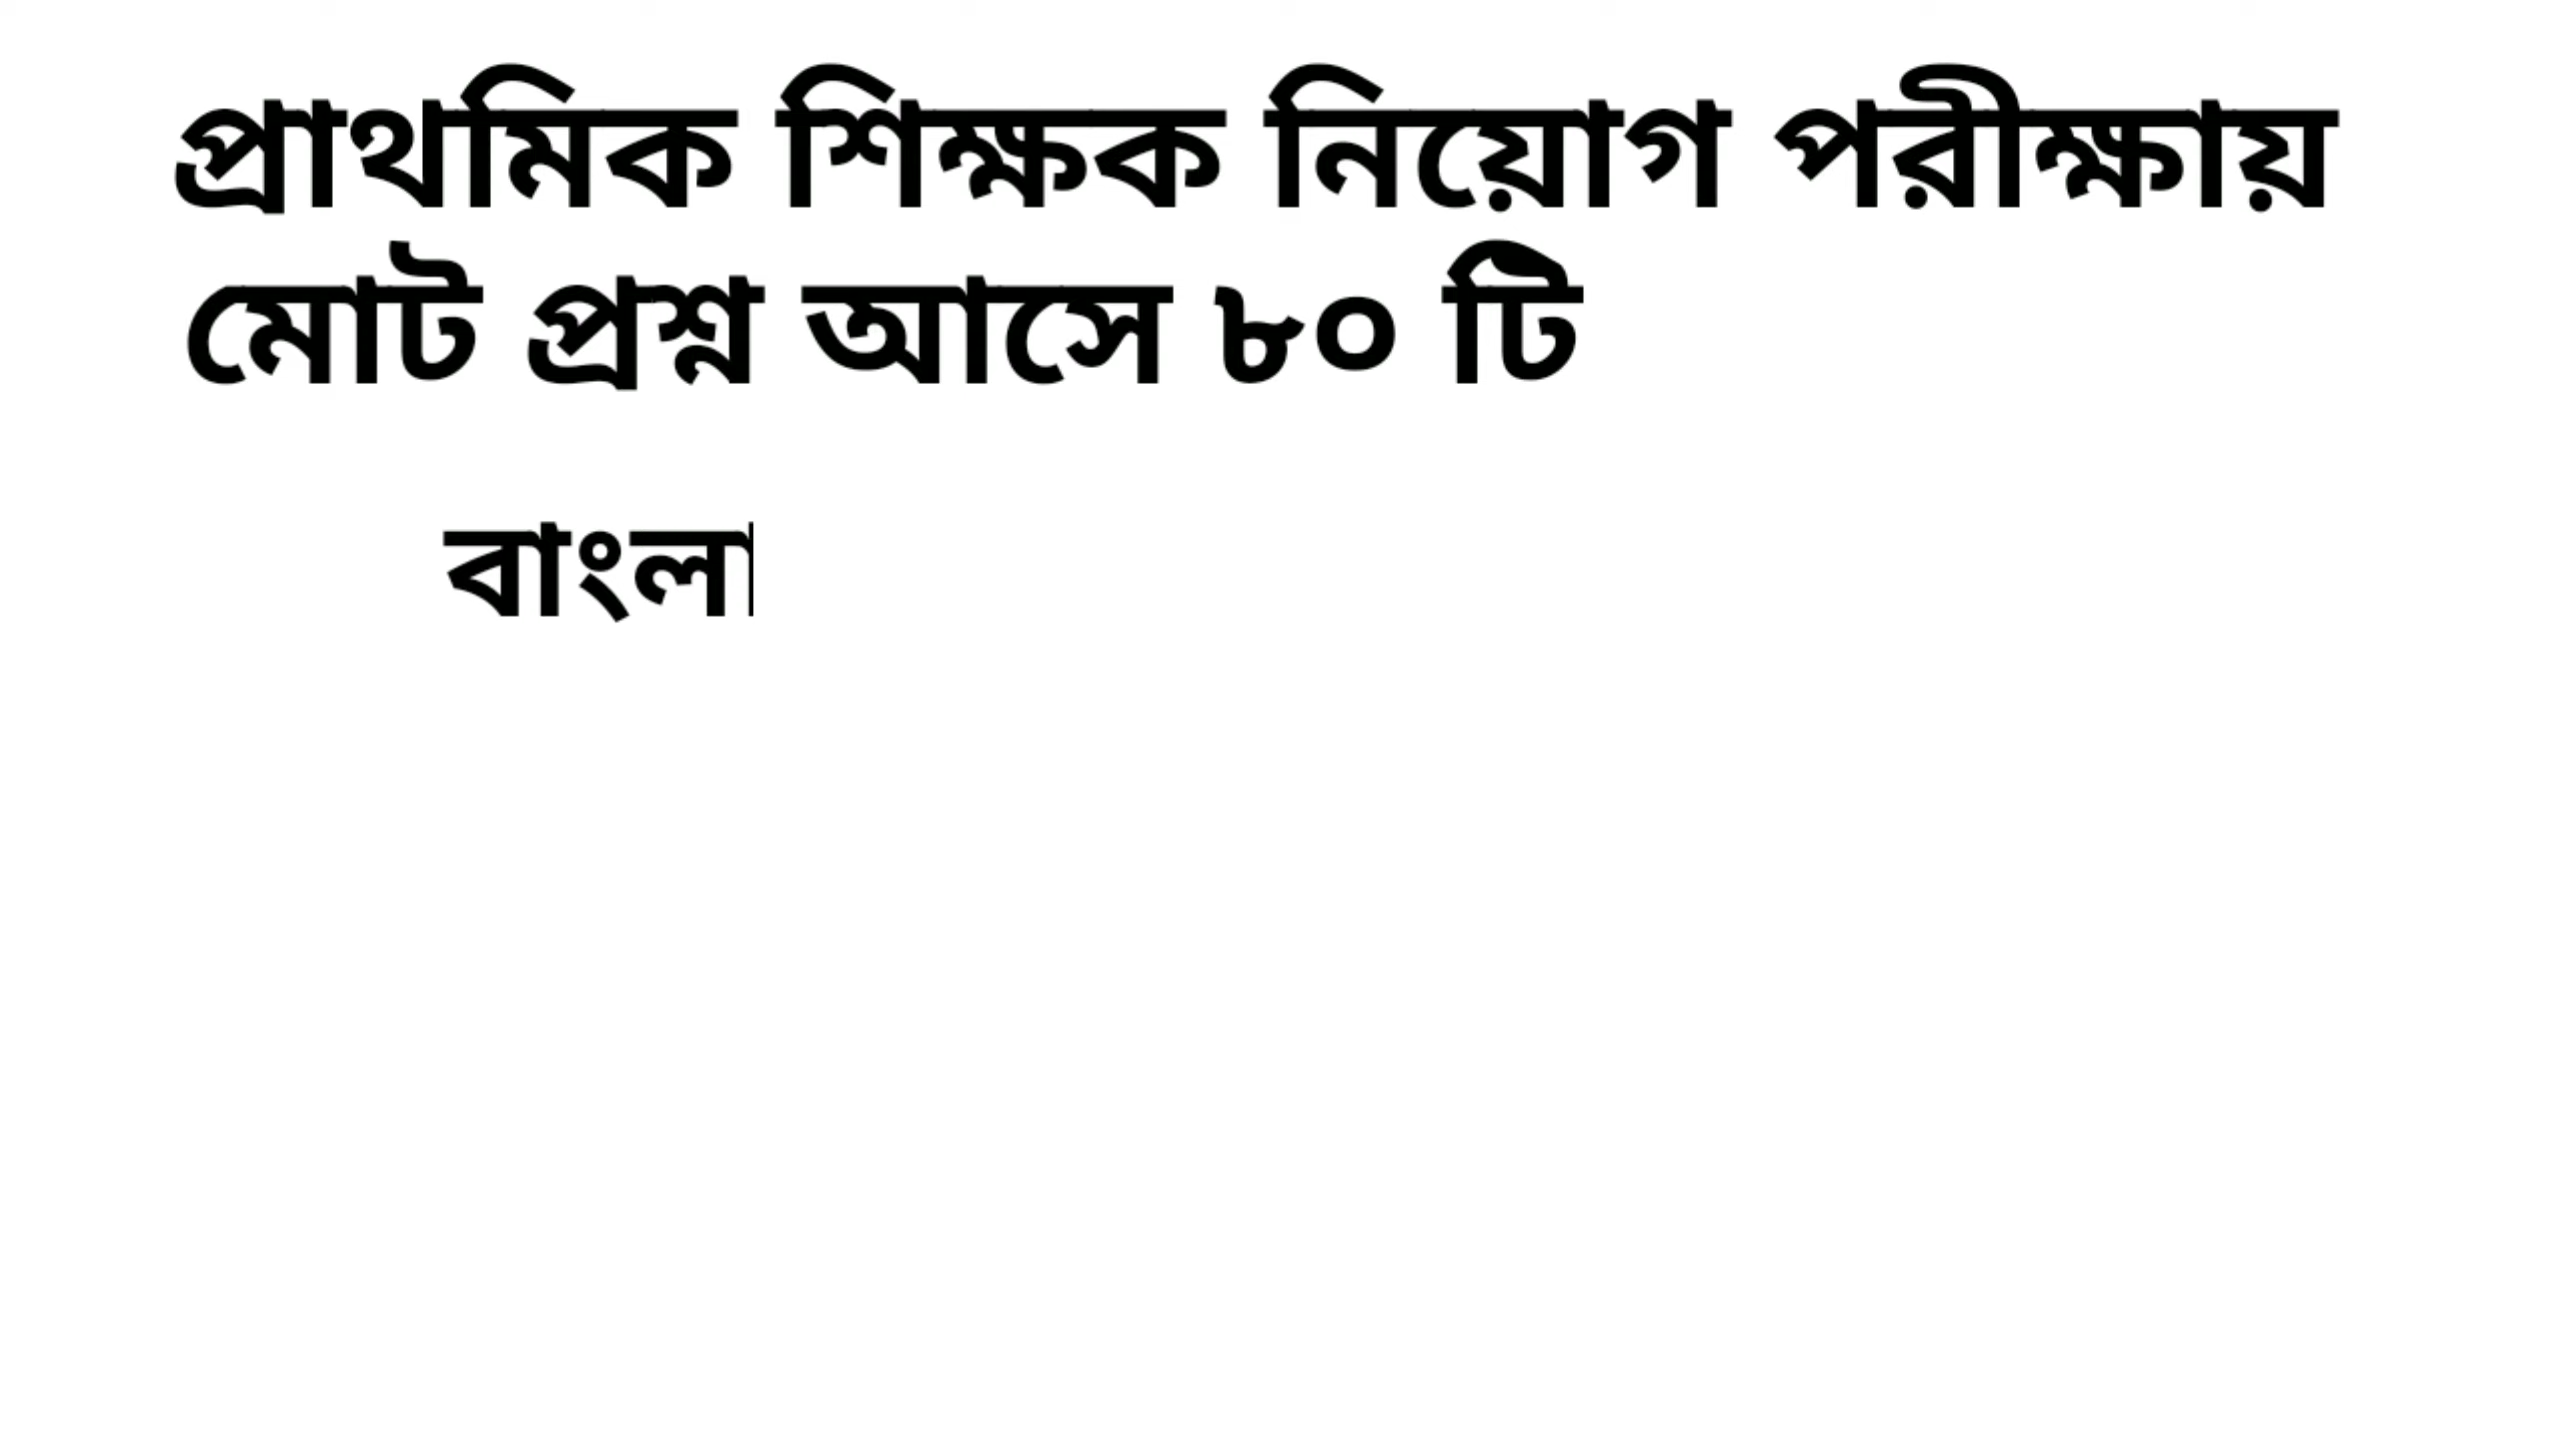 প্রাথমিক শিক্ষক নিয়োগ পরীক্ষায়
মোট প্রশ্ন আসে ৮০ টি
বাংলা